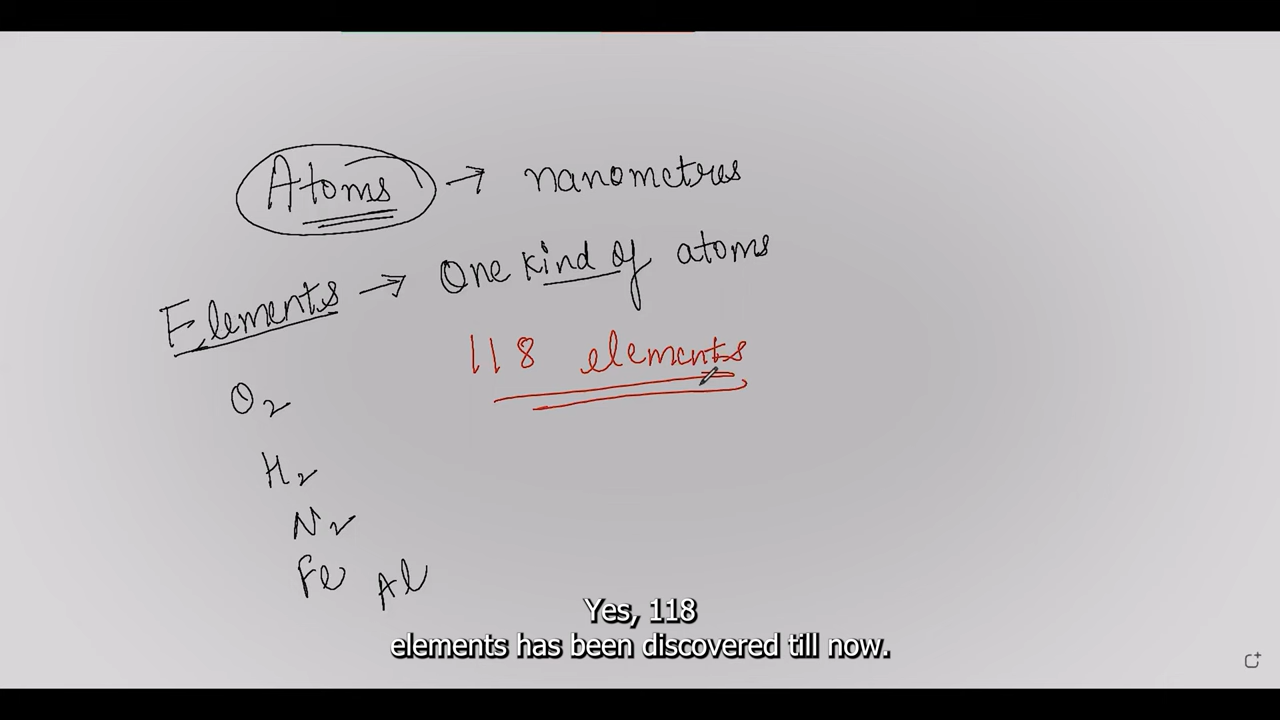 Atoms → nanometres
Elements → One kind of atoms
118 elements
O2
H2
N2
Fe Al
Yes, 118
elements has been discovered till now.